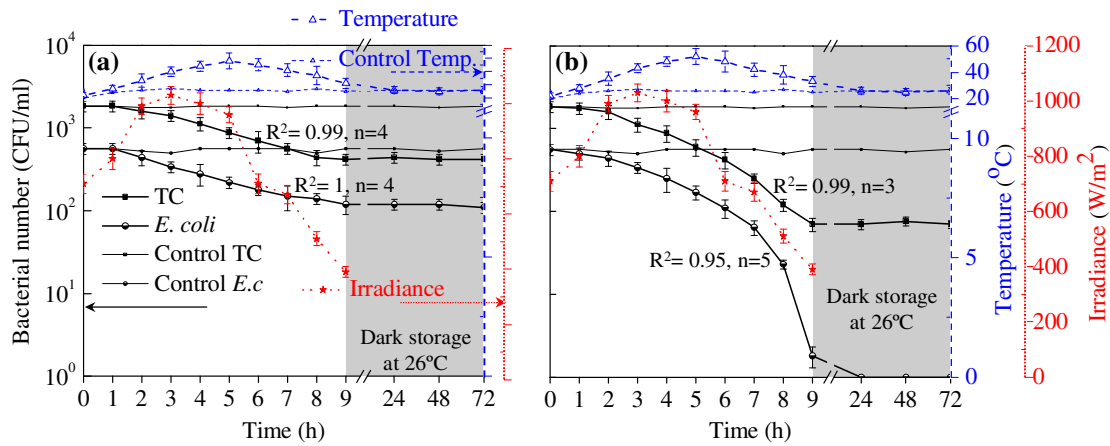 Temperature
10⁴
10³
10²
10¹
10⁰
Bacterial number (CFU/ml)
(a)
Control Temp.
R²= 0.99, n=4
R²= 1, n= 4
TC
E. coli
Control TC
Control E.c
Irradiance
Dark storage
at 26ºC
0 1 2 3 4 5 6 7 8 9 24 48 72
Time (h)
(b)
R²= 0.99, n=3
R²= 0.95, n=5
Dark storage
at 26ºC
0 1 2 3 4 5 6 7 8 9 24 48 72
Time (h)
60
40
20
10
5
0
Temperature (ºC
1200
1000
800
600
400
200
0
Irradiance (W/m²)